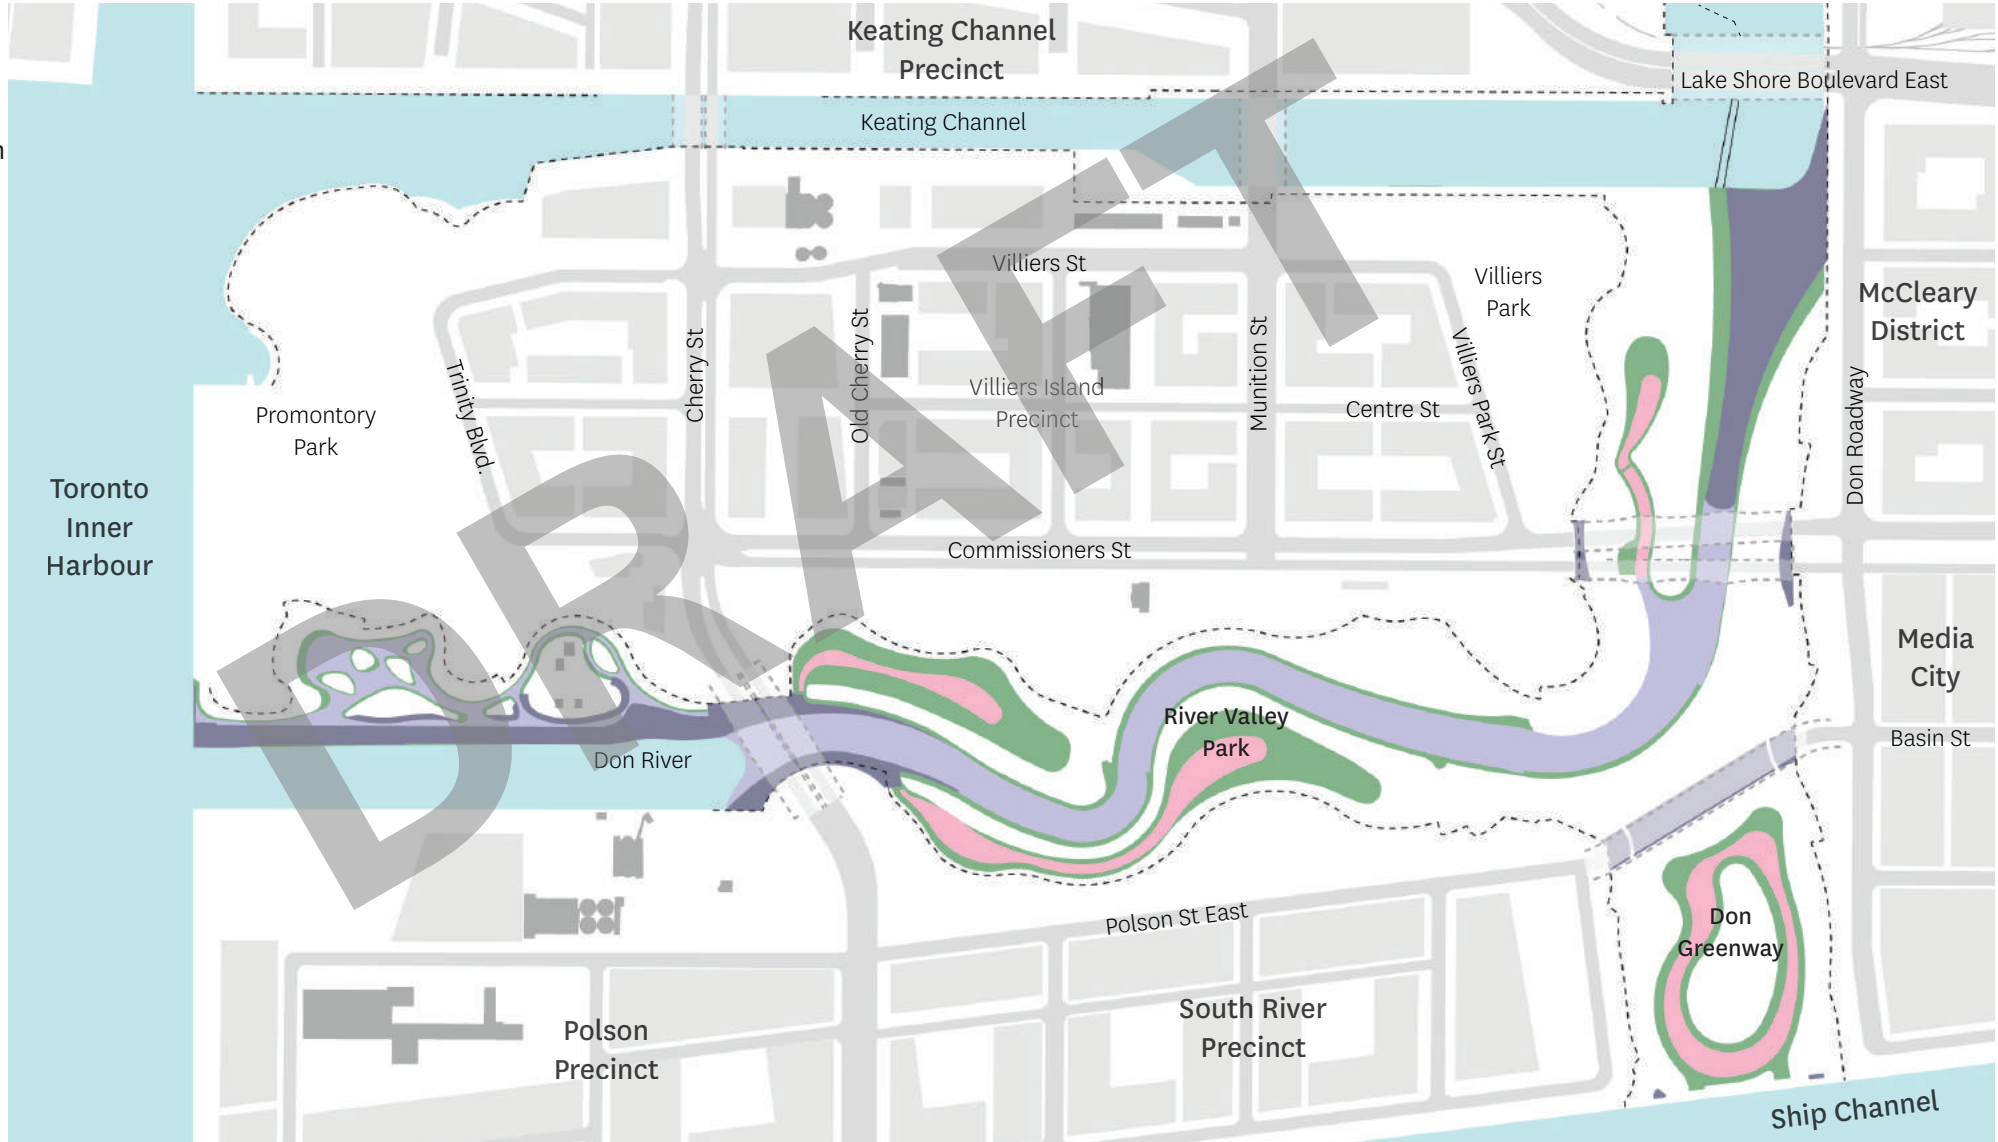 Keating Channel
Precinct
Lake Shore Boulevard East
Keating Channel
Villiers St
Villiers
Park
McCleary
District
Trinity Blvd.
Cherry St
Old Cherry St
Villiers Island
Precinct
Munition St
Centre St
Villiers Park St
Don Roadway
Promontory
Park
Toronto
Inner
Harbour
Commissioners St
DRAFT
Media
City
River Valley
Park
Don River
Basin St
Polson St East
Don
Greenway
South River
Precinct
Polson
Precinct
Ship Channel